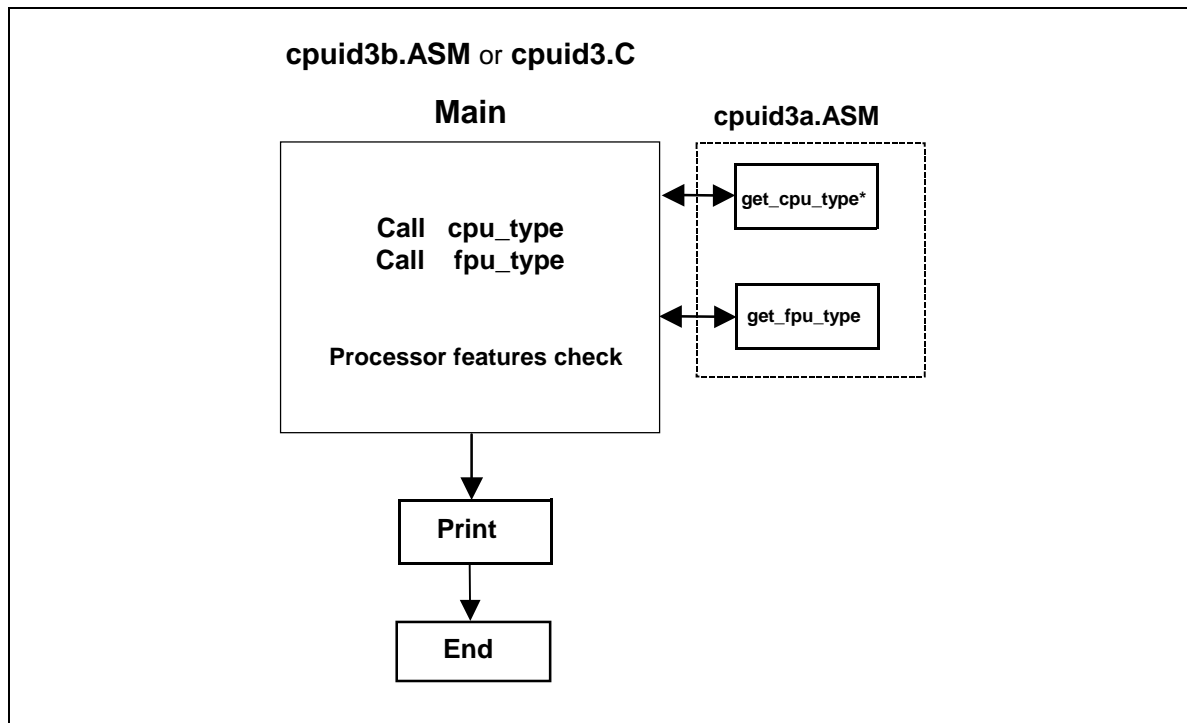 cpuid3b.ASM or cpuid3.C
Main
cpuid3a.ASM
get_cpu_type*
Call cpu_type
Call fpu_type
get_fpu_type
Processor features check
Print
End